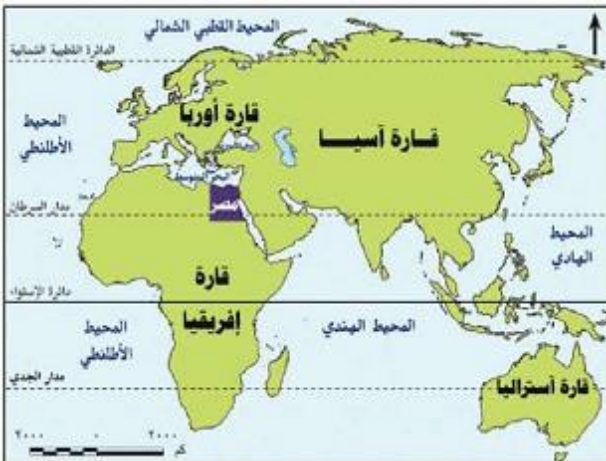 المحيط القطبي الشمالي
الدائرة القطبية الشمالية
قارة أوربا
قارة آسيا
المحيط
الأطلنطي
مصر
مدار السرطان
المحيط
الهادي
قارة
إفريقيا
دائرة الإستواء
المحيط الهندي
المحيط
الأطلنطي
مدار الجدي
قارة أستراليا
٢٠٠٠ ٠ ٢٠٠٠
كم